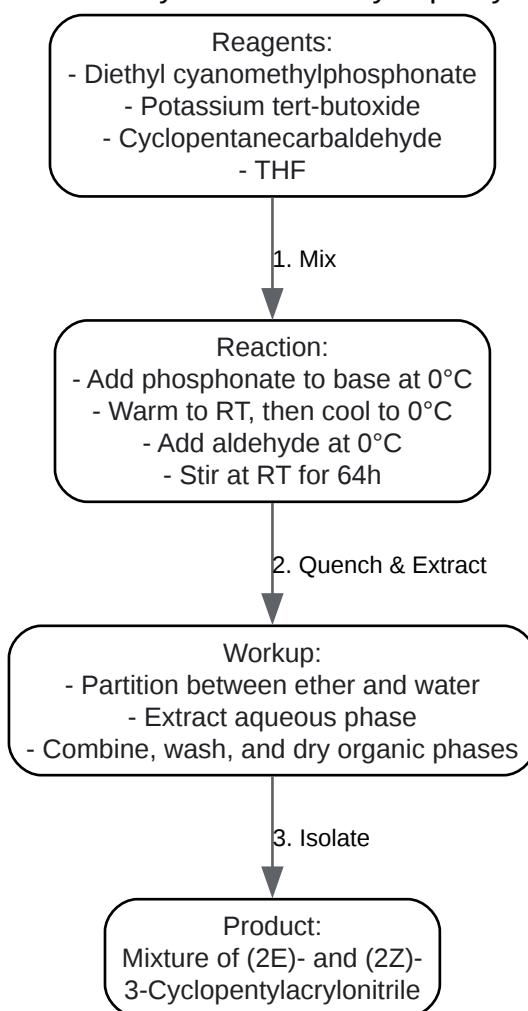 Reagents:
- Diethyl cyanomethylphosphonate
- Potassium tert-butoxide
- Cyclopentanecarbaldehyde
- THF
1. Mix
Reaction:
- Add phosphonate to base at 0°C
- Warm to RT, then cool to 0°C
- Add aldehyde at 0°C
- Stir at RT for 64h
2. Quench & Extract
Workup:
- Partition between ether and water
- Extract aqueous phase
- Combine, wash, and dry organic phases
3. Isolate
Product:
Mixture of (2E)- and (2Z)-
3-Cyclopentylacrylonitrile